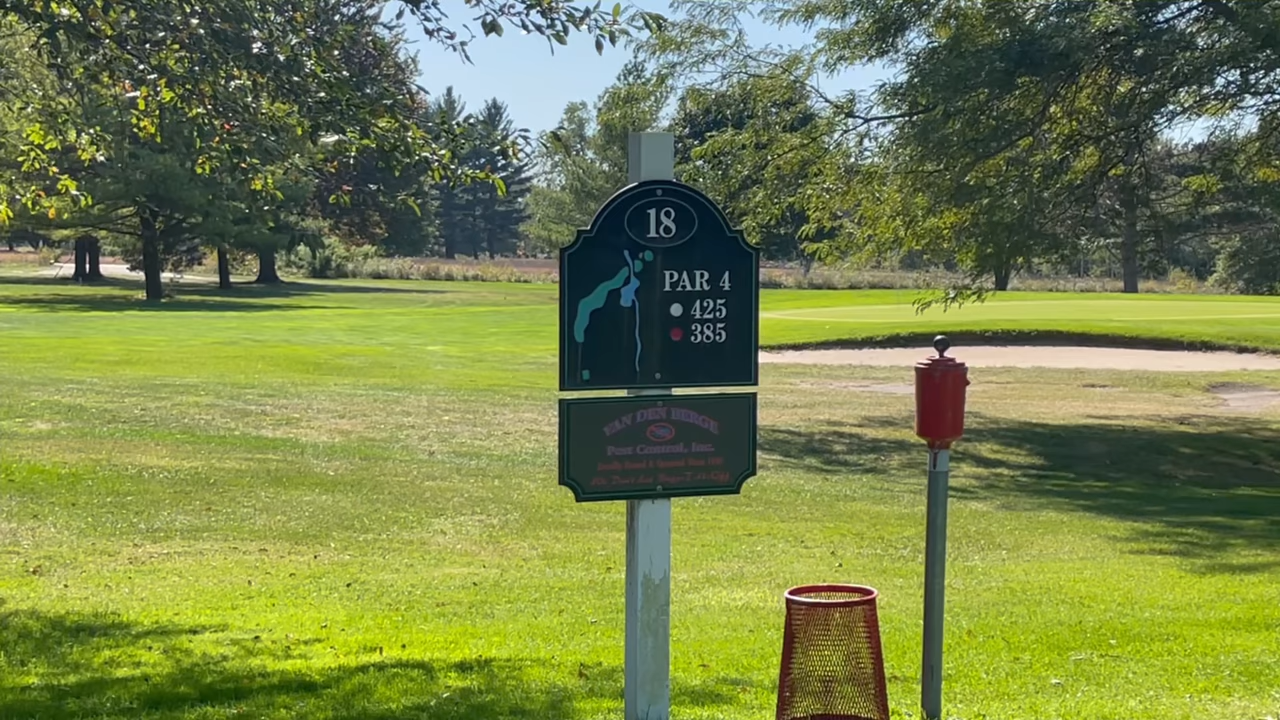 18
PAR 4
425
385
VAN DEN BERGE
Pest Control, Inc.